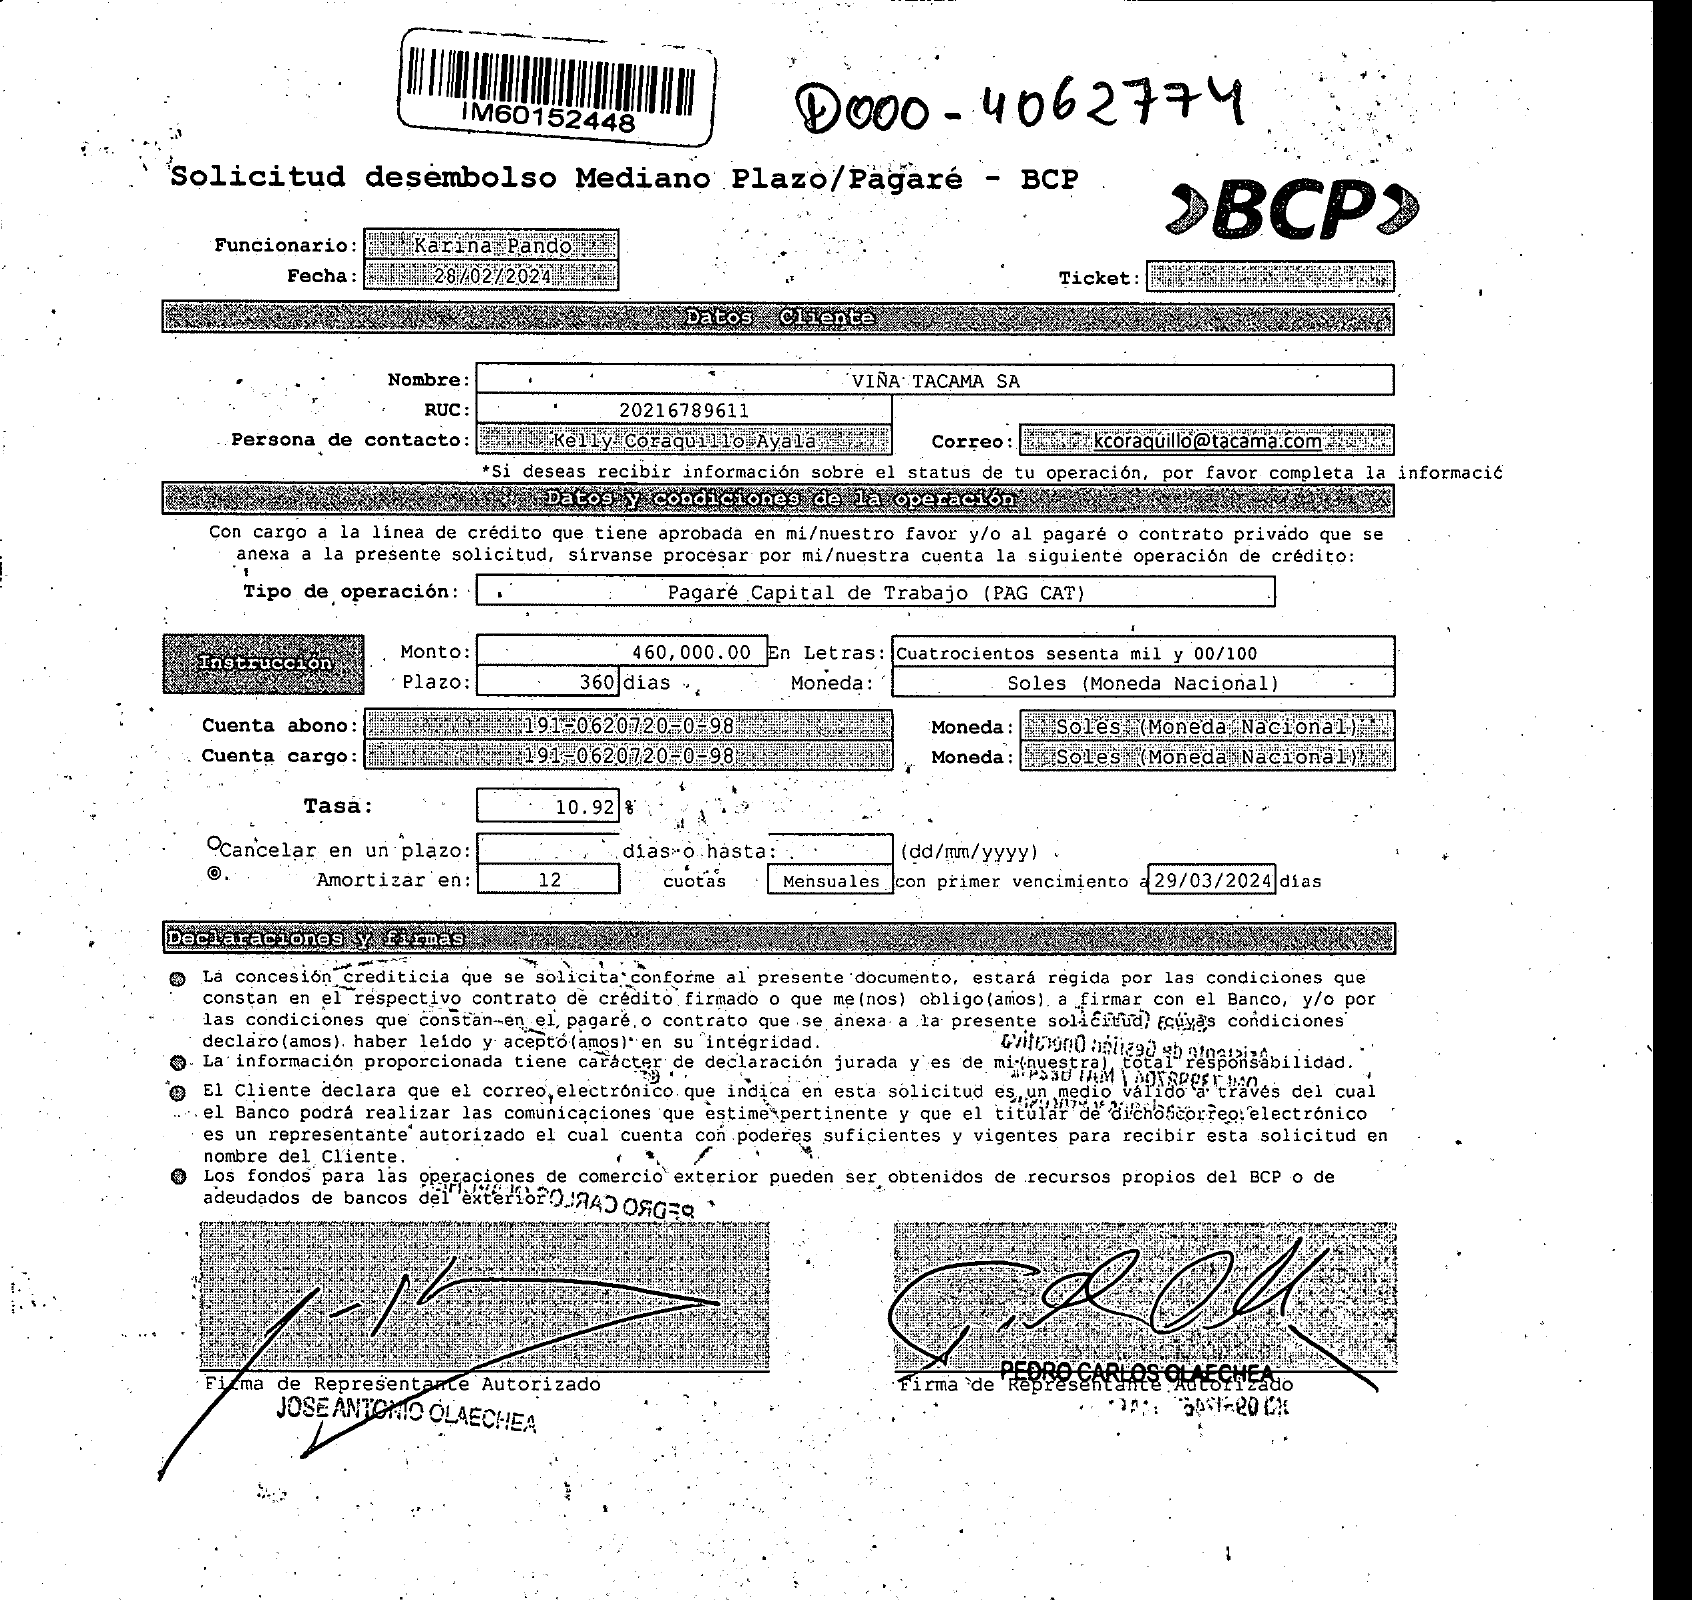 IM60152448
D000-4062774
Solicitud desembolso Mediano Plazo/Pagaré - BCP
BCP
Funcionario: Karina Pando
Fecha: 28/02/2024
Ticket:
Datos Cliente
Nombre: VIÑA TACAMA SA
RUC: 20216789611
Persona de contacto: Kelly Coraquillo Ayala Correo: kcoraquillo@tacama.com
*Si deseas recibir información sobre el status de tu operación, por favor completa la informació
Datos y condiciones de la operación
Con cargo a la línea de crédito que tiene aprobada en mi/nuestro favor y/o al pagaré o contrato privado que se
anexa a la presente solicitud, sírvanse procesar por mi/nuestra cuenta la siguiente operación de crédito:
Tipo de operación: Pagaré Capital de Trabajo (PAG CAT)
Instrucción
Monto: 460,000.00 En Letras: Cuatrocientos sesenta mil y 00/100
Plazo: 360 dias Moneda: Soles (Moneda Nacional)
Cuenta abono: 191-0620720-0-98 Moneda: Soles (Moneda Nacional)
Cuenta cargo: 191-0620720-0-98 Moneda: Soles (Moneda Nacional)
Tasa: 10.92 %
Cancelar en un plazo: dias o hasta: (dd/mm/yyyy)
Amortizar en: 12 cuotas Mensuales con primer vencimiento a 29/03/2024 días
Declaraciones y firmas
La concesión crediticia que se solicita conforme al presente documento, estará regida por las condiciones que
constan en el respectivo contrato de crédito firmado o que me(nos) obligo(amos) a firmar con el Banco, y/o por
las condiciones que constan en el pagaré o contrato que se anexa a la presente solicitud, cuyas condiciones
declaro(amos) haber leído y acepto(amos) en su integridad.
La información proporcionada tiene carácter de declaración jurada y es de mi(nuestra) total responsabilidad.
El Cliente declara que el correo electrónico que indica en esta solicitud es un medio válido a través del cual
el Banco podrá realizar las comunicaciones que estime pertinente y que el titular de dicho correo electrónico
es un representante autorizado el cual cuenta con poderes suficientes y vigentes para recibir esta solicitud en
nombre del Cliente.
Los fondos para las operaciones de comercio exterior pueden ser obtenidos de recursos propios del BCP o de
adeudados de bancos del exterior
Firma de Representante Autorizado
JOSE ANTONIO OLAECHEA
PEDRO CARLOS OLAECHEA
Firma de Representante Autorizado